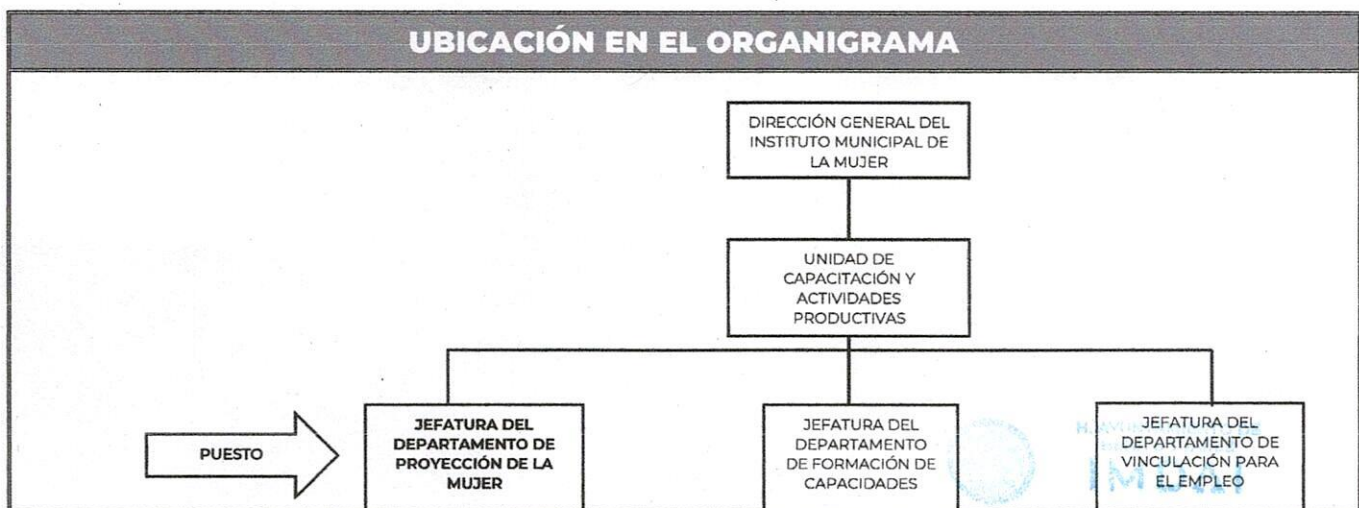 UBICACIÓN EN EL ORGANIGRAMA
DIRECCIÓN GENERAL DEL
INSTITUTO MUNICIPAL DE
LA MUJER
UNIDAD DE
CAPACITACIÓN Y
ACTIVIDADES
PRODUCTIVAS
PUESTO
JEFATURA DEL
DEPARTAMENTO DE
PROYECCIÓN DE LA
MUJER
JEFATURA DEL
DEPARTAMENTO
DE FORMACIÓN DE
CAPACIDADES
JEFATURA DEL
DEPARTAMENTO DE
VINCULACIÓN PARA
EL EMPLEO